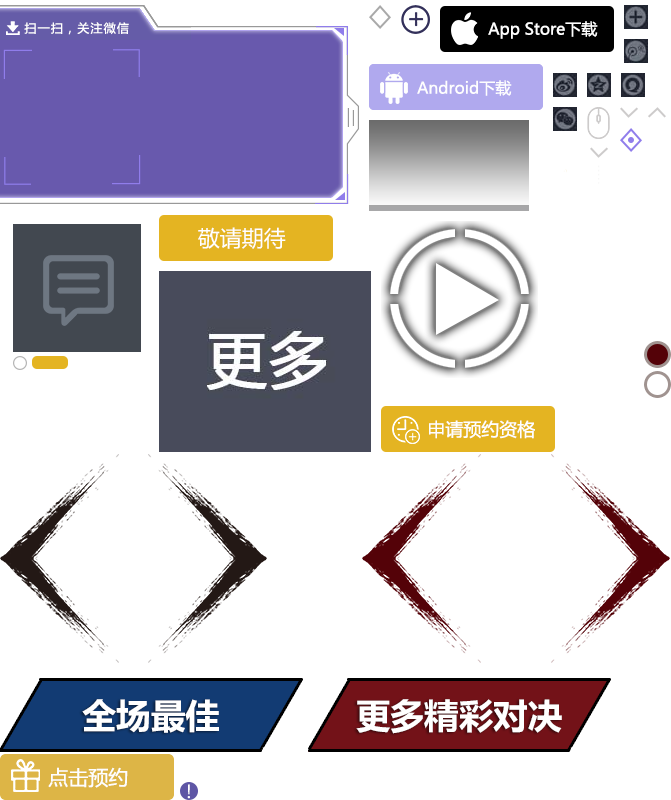 扫一扫，关注微信
App Store下载
Android下载
敬请期待
更多
申请预约资格
全场最佳
更多精彩对决
点击预约
!